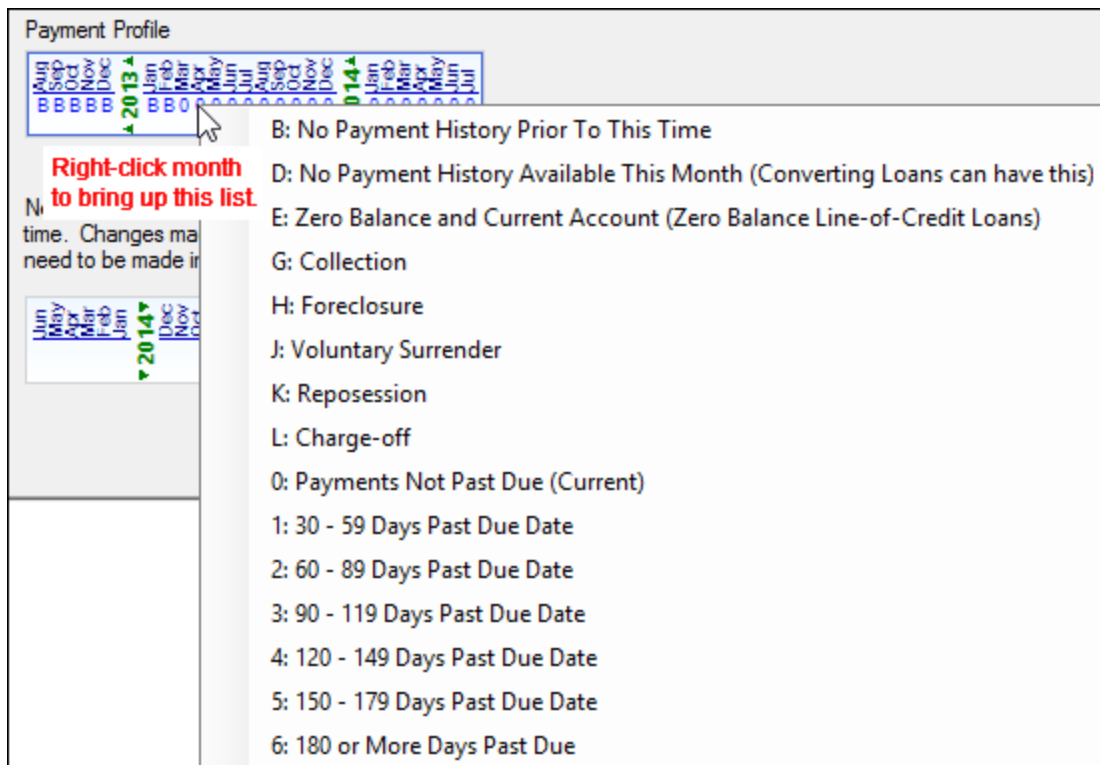 Payment Profile
Aug Sep Oct Nov Dec ▲ 2013 ▲ Jan Feb Mar Apr May Jun Jul Aug Sep Oct Nov Dec 014 ▲ Jan Feb Mar Apr May Jun Jul
B B B B B B B 0
Right-click month
to bring up this list.
time. Changes ma
need to be made in
Jun May Apr Mar Feb Jan ▼ 2014 ▼ Dec Nov Oct
B: No Payment History Prior To This Time
D: No Payment History Available This Month (Converting Loans can have this)
E: Zero Balance and Current Account (Zero Balance Line-of-Credit Loans)
G: Collection
H: Foreclosure
J: Voluntary Surrender
K: Reposession
L: Charge-off
0: Payments Not Past Due (Current)
1: 30 - 59 Days Past Due Date
2: 60 - 89 Days Past Due Date
3: 90 - 119 Days Past Due Date
4: 120 - 149 Days Past Due Date
5: 150 - 179 Days Past Due Date
6: 180 or More Days Past Due